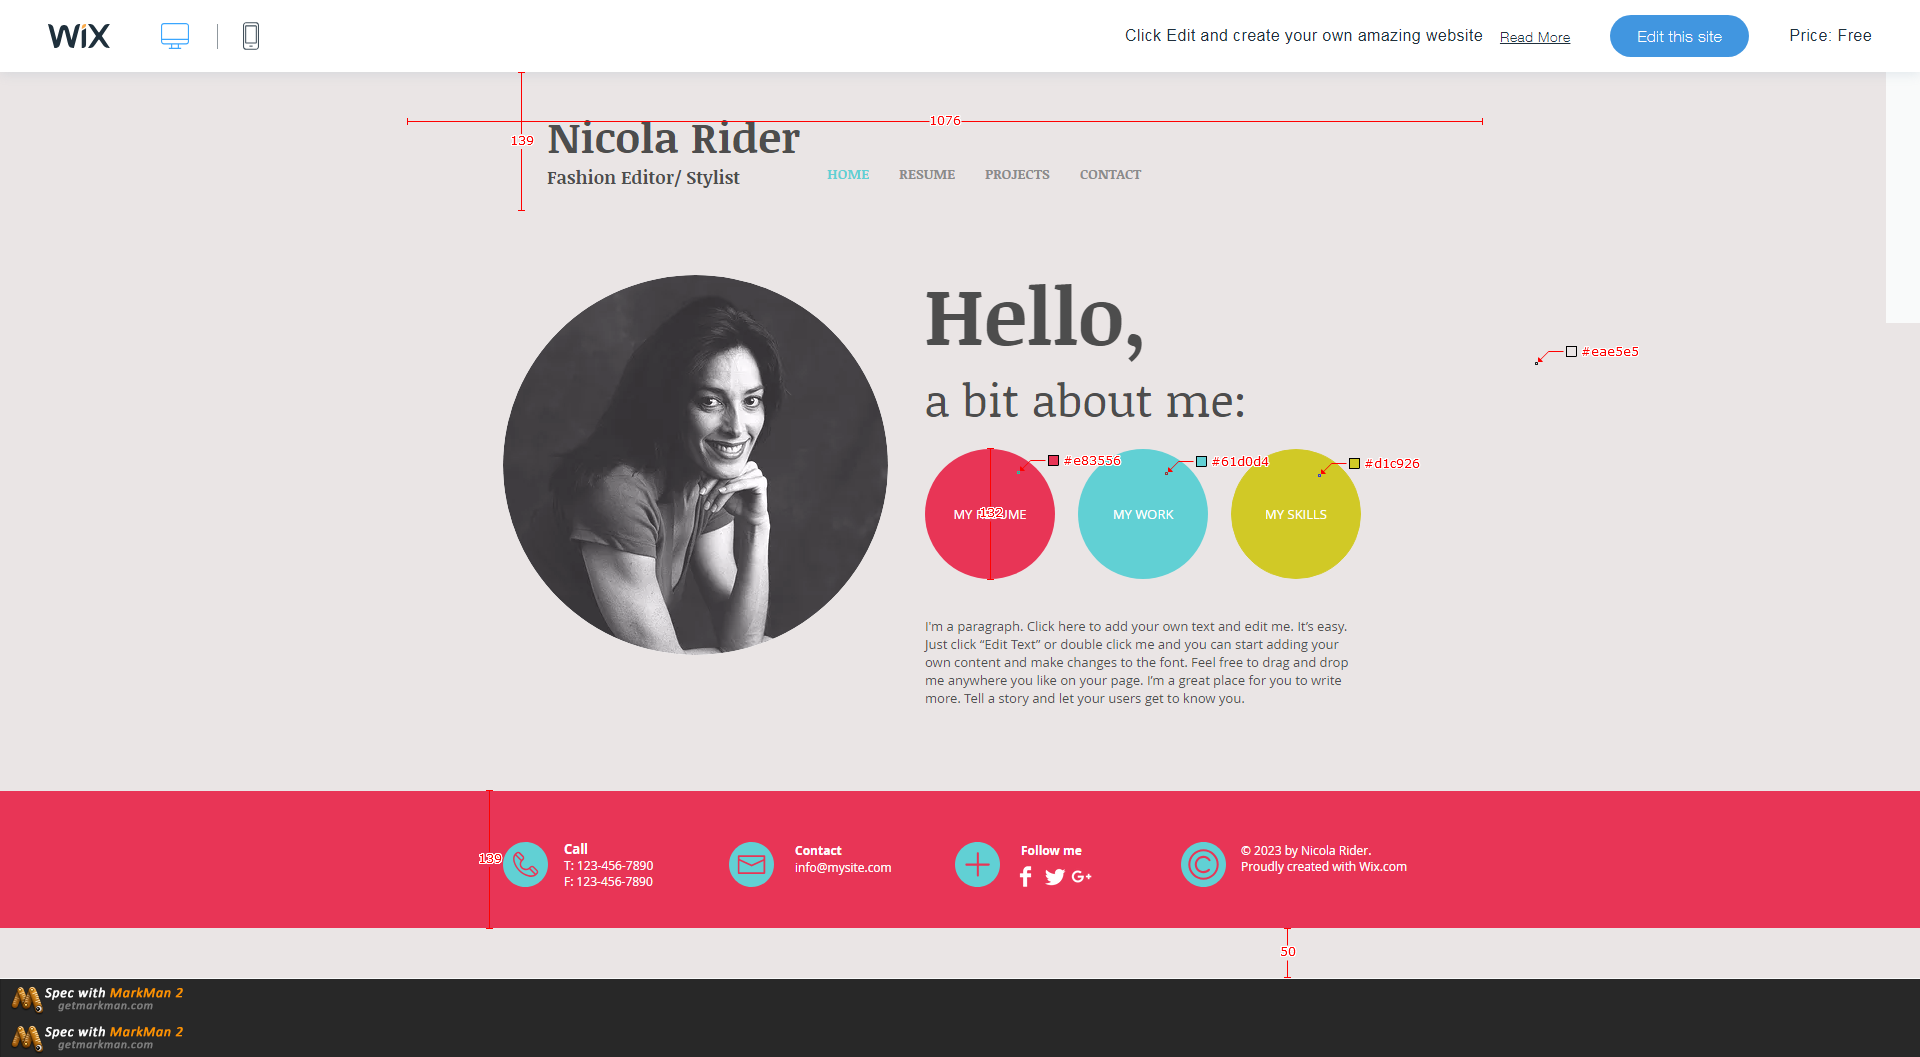 WiX
Click Edit and create your own amazing website
Read More
Edit this site
Price: Free
1076
139
Nicola Rider
Fashion Editor/ Stylist
HOME
RESUME
PROJECTS
CONTACT
Hello,
a bit about me:
#eae5e5
#e83556
#61d0d4
#d1c926
MY RESUME
132
MY WORK
MY SKILLS
I'm a paragraph. Click here to add your own text and edit me. It's easy.
Just click “Edit Text” or double click me and you can start adding your
own content and make changes to the font. Feel free to drag and drop
me anywhere you like on your page. I'm a great place for you to write
more. Tell a story and let your users get to know you.
139
Call
T: 123-456-7890
F: 123-456-7890
Contact
info@mysite.com
Follow me
G+
© 2023 by Nicola Rider.
Proudly created with Wix.com
50
Spec with MarkMan 2
getmarkman.com
Spec with MarkMan 2
getmarkman.com